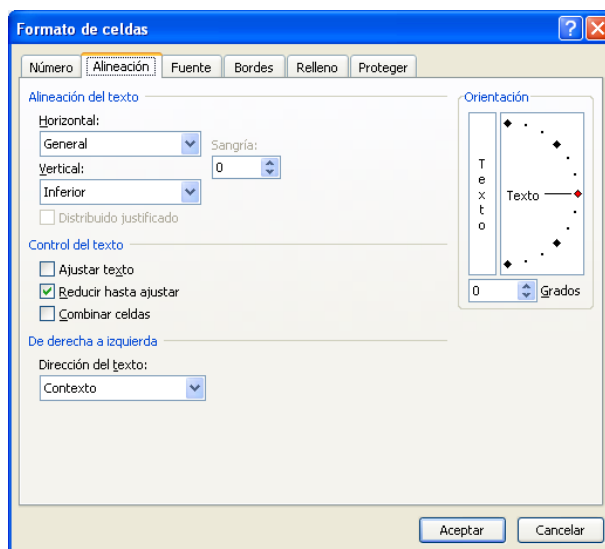 Formato de celdas
Número Alineación Fuente Bordes Relleno Proteger
Alineación del texto
Horizontal:
General
Sangría:
Vertical:
0
Inferior
Distribuido justificado
Control del texto
Ajustar texto
Reducir hasta ajustar
Combinar celdas
De derecha a izquierda
Dirección del texto:
Contexto
Orientación
Texto
Texto
0 Grados
Aceptar Cancelar